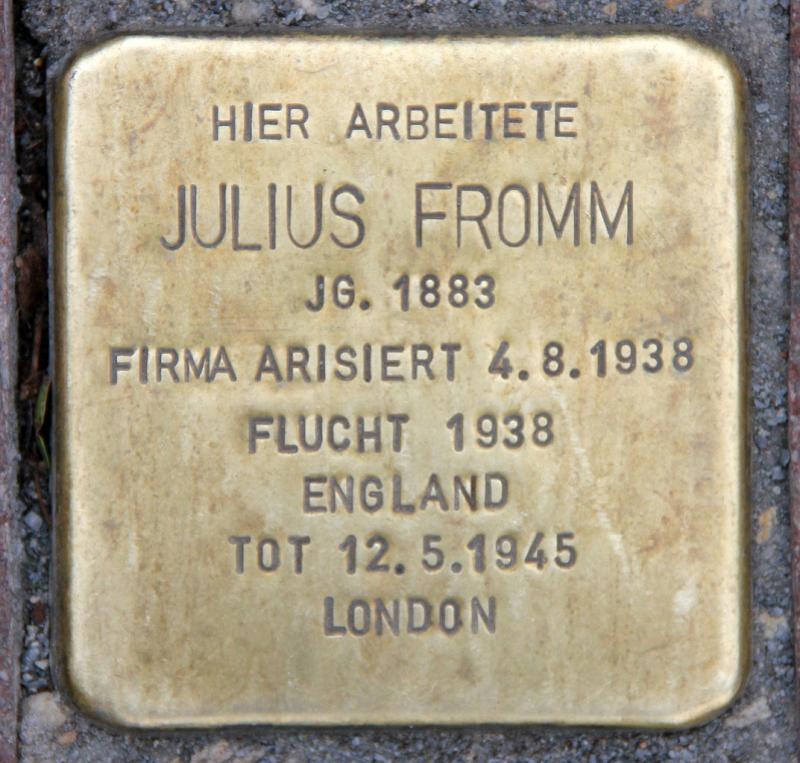 HIER ARBEITETE
JULIUS FROMM
JG. 1883
FIRMA ARISIERT 4.8.1938
FLUCHT 1938
ENGLAND
TOT 12.5.1945
LONDON